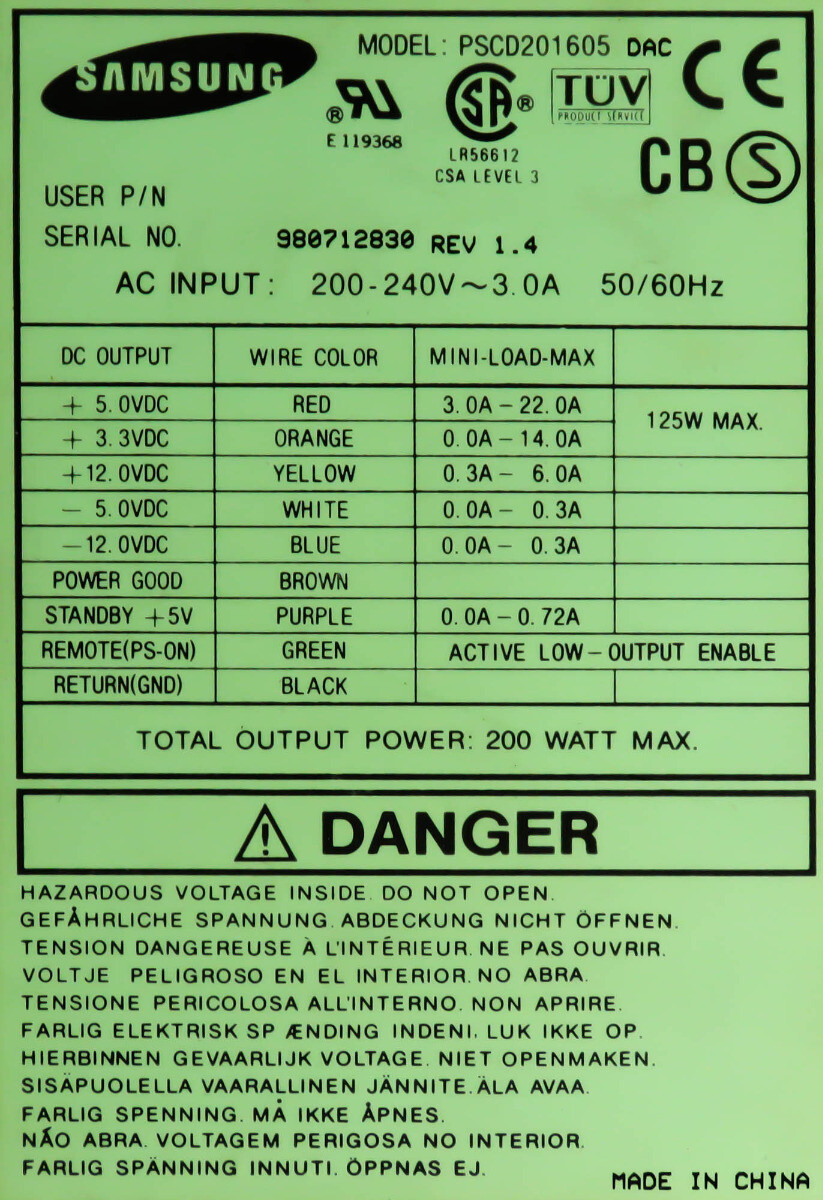 SAMSUNG
MODEL: PSCD201605 DAC
® RU
E 119368
SA ®
LR56612
CSA LEVEL 3
TÜV
PRODUCT SERVICE
CE
CB S
USER P/N
SERIAL NO. 980712830 REV 1.4
AC INPUT: 200-240V~3.0A 50/60Hz
DC OUTPUT WIRE COLOR MINI-LOAD-MAX
+ 5.0VDC RED 3.0A-22.0A 125W MAX.
+ 3.3VDC ORANGE 0.0A-14.0A
+12.0VDC YELLOW 0.3A- 6.0A
- 5.0VDC WHITE 0.0A- 0.3A
-12.0VDC BLUE 0.0A- 0.3A
POWER GOOD BROWN
STANDBY +5V PURPLE 0.0A-0.72A
REMOTE(PS-ON) GREEN ACTIVE LOW-OUTPUT ENABLE
RETURN(GND) BLACK
TOTAL OUTPUT POWER: 200 WATT MAX.
! DANGER
HAZARDOUS VOLTAGE INSIDE. DO NOT OPEN.
GEFÅHRLICHE SPANNUNG. ABDECKUNG NICHT ÖFFNEN.
TENSION DANGEREUSE À L'INTÉRIEUR. NE PAS OUVRIR.
VOLTJE PELIGROSO EN EL INTERIOR. NO ABRA.
TENSIONE PERICOLOSA ALL'INTERNO. NON APRIRE.
FARLIG ELEKTRISK SP ÆNDING INDENI, LUK IKKE OP.
HIERBINNEN GEVAARLIJK VOLTAGE. NIET OPENMAKEN.
SISÄPUOLELLA VAARALLINEN JÄNNITE. ÄLA AVAA.
FARLIG SPENNING. MÅ IKKE ÅPNES.
NÃO ABRA. VOLTAGEM PERIGOSA NO INTERIOR.
FARLIG SPÄNNING INNUTI. ÖPPNAS EJ.
MADE IN CHINA